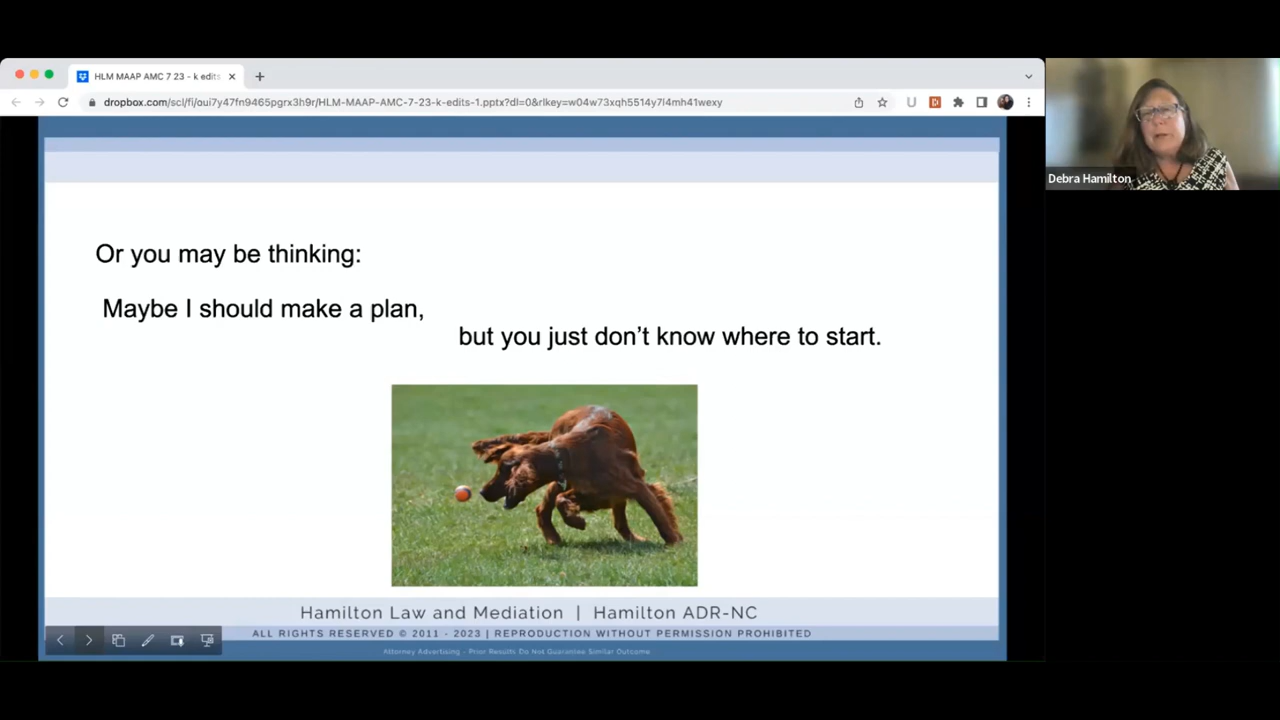 HLM MAAP AMC 7 23 - k edits
dropbox.com/scl/fi/oui7y47fn9465pgrx3h9r/HLM-MAAP-AMC-7-23-k-edits-1.pptx?dl=0&rlkey=w04w73xqh5514y7l4mh41wexy
Debra Hamilton
Or you may be thinking:
Maybe I should make a plan,
but you just don’t know where to start.
Hamilton Law and Mediation | Hamilton ADR-NC
ALL RIGHTS RESERVED © 2011 - 2023 | REPRODUCTION WITHOUT PERMISSION PROHIBITED
Attorney Advertising - Prior Results Do Not Guarantee Similar Outcome